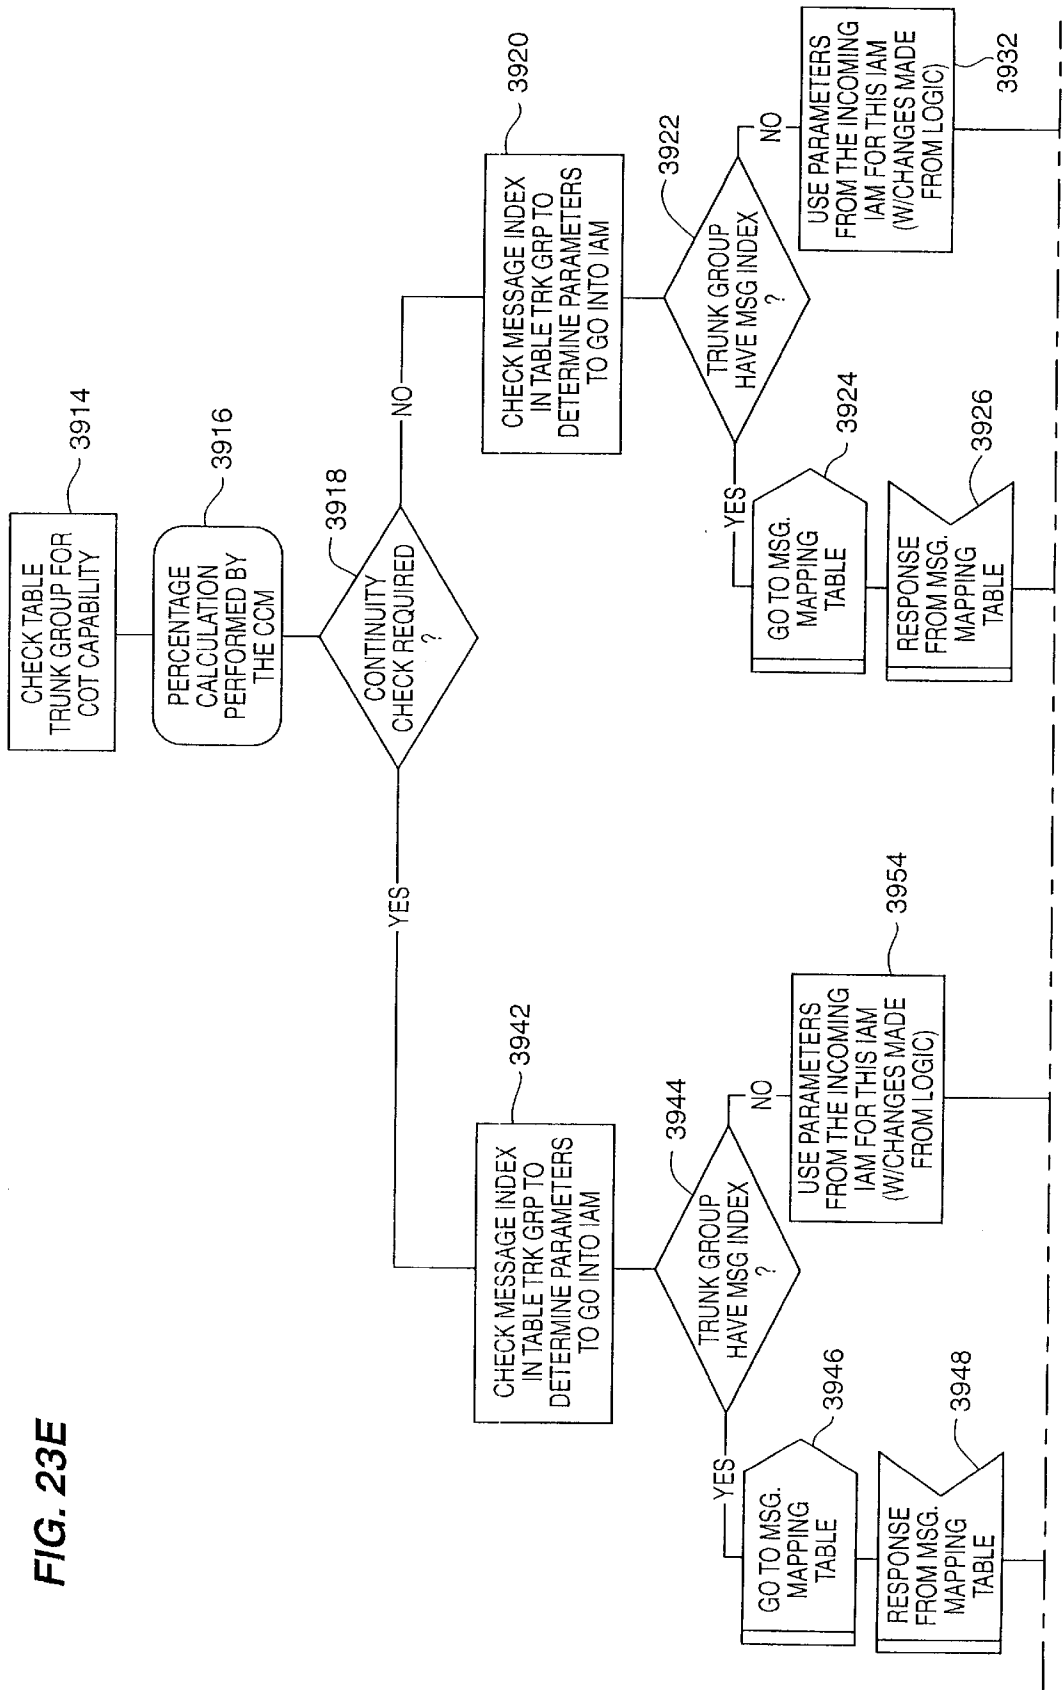 FIG. 23E
CHECK TABLE
TRUNK GROUP FOR
COT CAPABILITY
3914
PERCENTAGE
CALCULATION
PERFORMED BY
THE CCM
3916
CONTINUITY
CHECK REQUIRED
?
3918
YES
NO
CHECK MESSAGE INDEX
IN TABLE TRK GRP TO
DETERMINE PARAMETERS
TO GO INTO IAM
3942
TRUNK GROUP
HAVE MSG INDEX
?
3944
YES
NO
GO TO MSG.
MAPPING
TABLE
3946
RESPONSE
FROM MSG.
MAPPING
TABLE
3948
USE PARAMETERS
FROM THE INCOMING
IAM FOR THIS IAM
(W/CHANGES MADE
FROM LOGIC)
3954
CHECK MESSAGE INDEX
IN TABLE TRK GRP TO
DETERMINE PARAMETERS
TO GO INTO IAM
3920
TRUNK GROUP
HAVE MSG INDEX
?
3922
YES
NO
GO TO MSG.
MAPPING
TABLE
3924
RESPONSE
FROM MSG.
MAPPING
TABLE
3926
USE PARAMETERS
FROM THE INCOMING
IAM FOR THIS IAM
(W/CHANGES MADE
FROM LOGIC)
3932